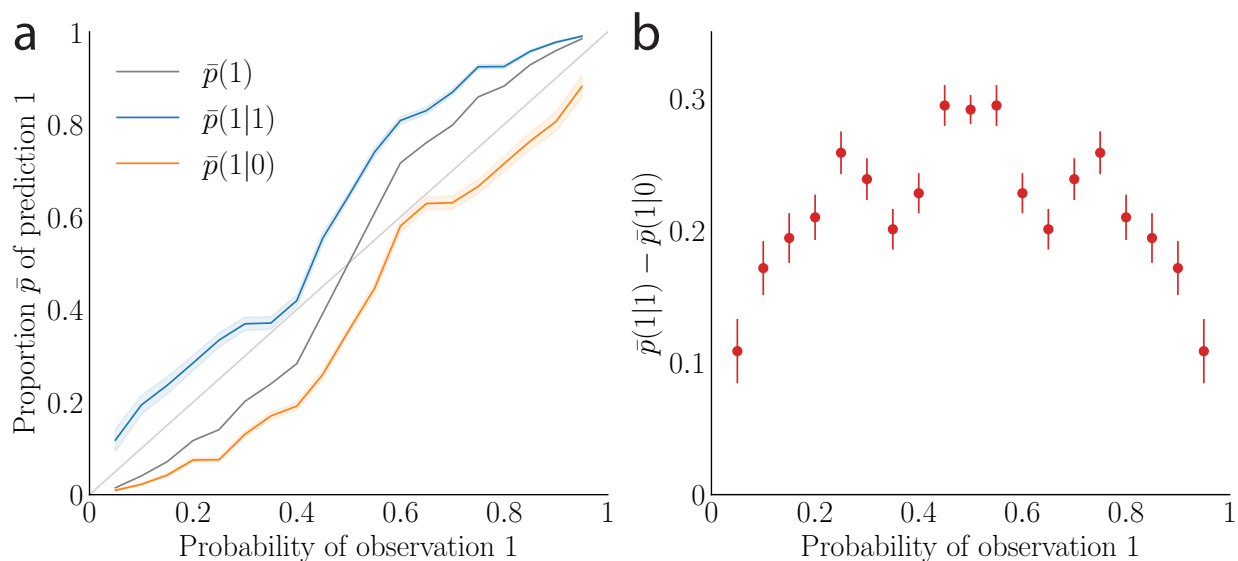 a
1
0.8
0.6
0.4
0.2
0
Proportion p̄ of prediction 1
p̄(1)
p̄(1|1)
p̄(1|0)
0 0.2 0.4 0.6 0.8 1
Probability of observation 1
b
0.3
0.2
0.1
0
p̄(1|1) − p̄(1|0)
0 0.2 0.4 0.6 0.8 1
Probability of observation 1